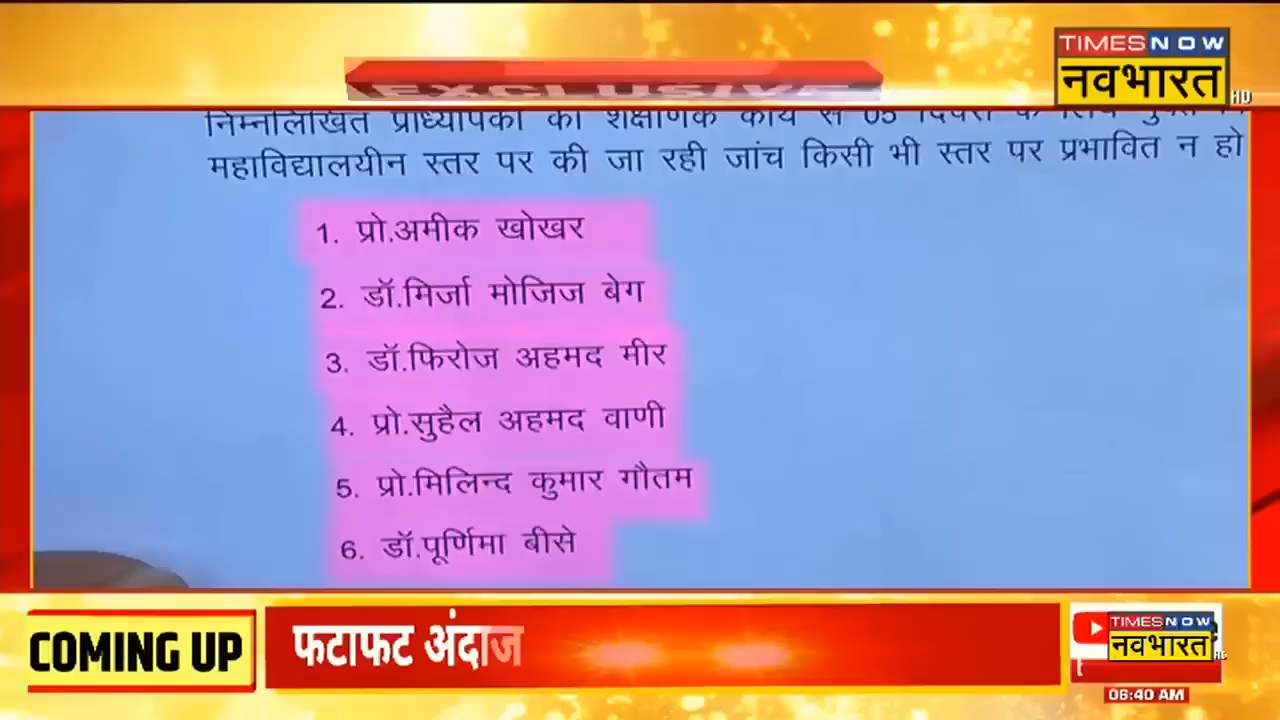 TIMES NOW
नवभारत
HD
EXCLUSIVE
निम्नलिखित प्राध्यापकों को शैक्षणिक कार्य से 05 दिवस के लिये
महाविद्यालयीन स्तर पर की जा रही जांच किसी भी स्तर पर प्रभावित न हो
1. प्रो.अमीक खोखर
2. डॉ.मिर्जा मोजिज बेग
3. डॉ.फिरोज अहमद मीर
4. प्रो.सुहैल अहमद वाणी
5. प्रो.मिलिन्द कुमार गौतम
6. डॉ.पूर्णिमा बीसे
COMING UP
फटाफट अंदाज
TIMES NOW
नवभारत
06:40 AM